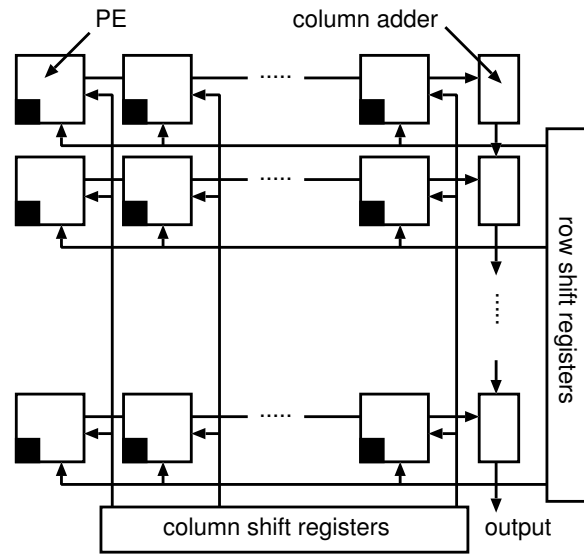 PE
column adder
.....
.....
.....
row shift registers
.....
column shift registers
output